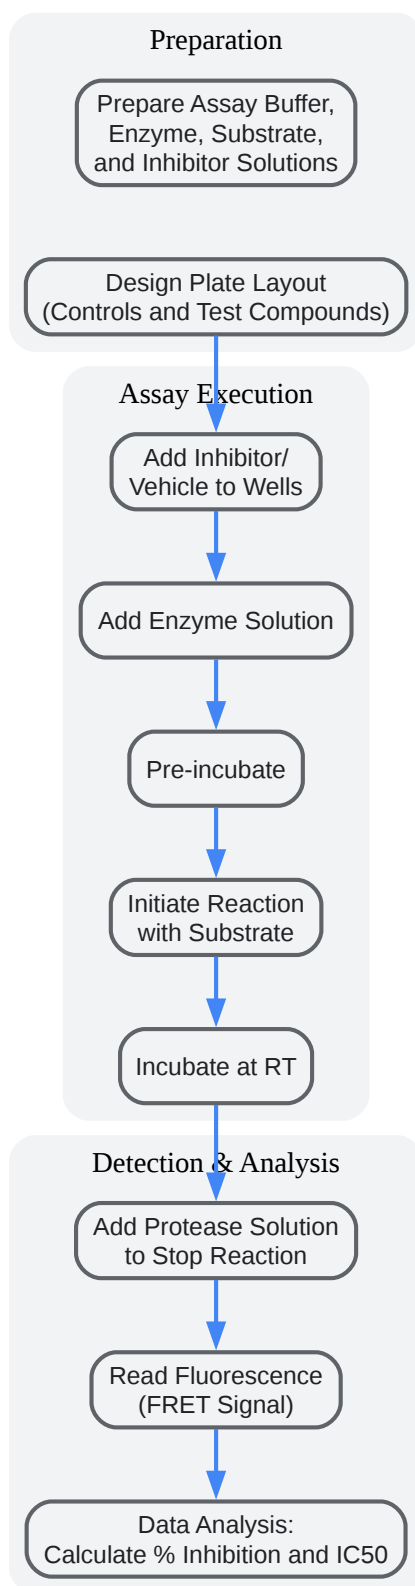 Preparation
Prepare Assay Buffer,
Enzyme, Substrate,
and Inhibitor Solutions
Design Plate Layout
(Controls and Test Compounds)
Assay Execution
Add Inhibitor/
Vehicle to Wells
Add Enzyme Solution
Pre-incubate
Initiate Reaction
with Substrate
Incubate at RT
Detection & Analysis
Add Protease Solution
to Stop Reaction
Read Fluorescence
(FRET Signal)
Data Analysis:
Calculate % Inhibition and IC50